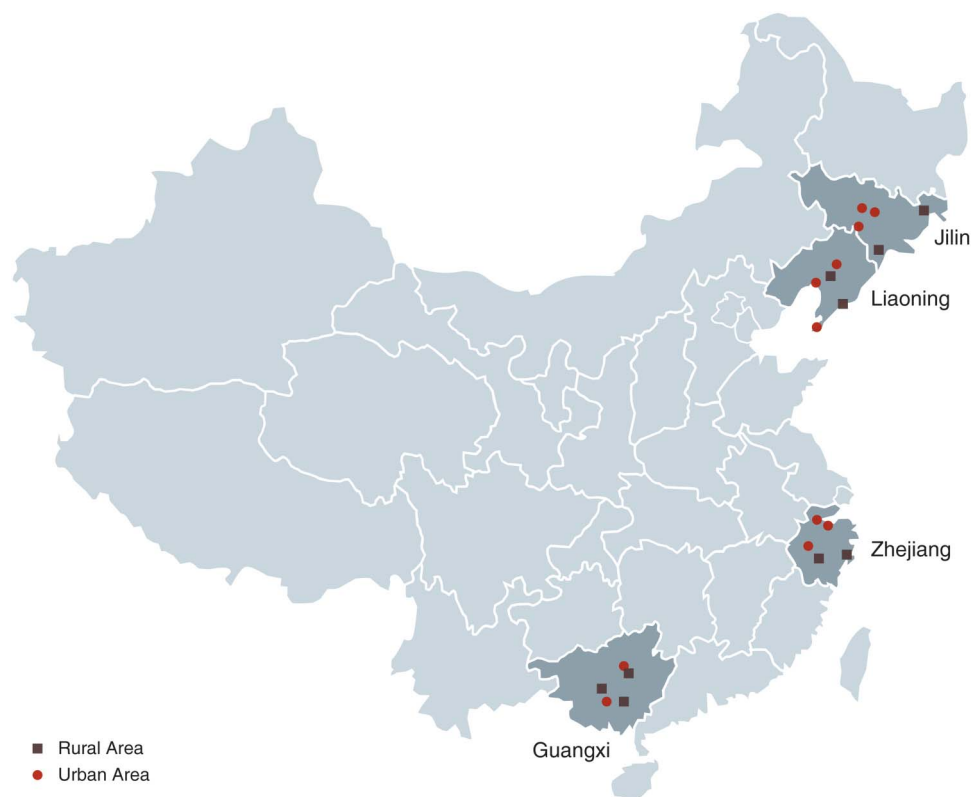 Jilin
Liaoning
Zhejiang
Guangxi
Rural Area
Urban Area